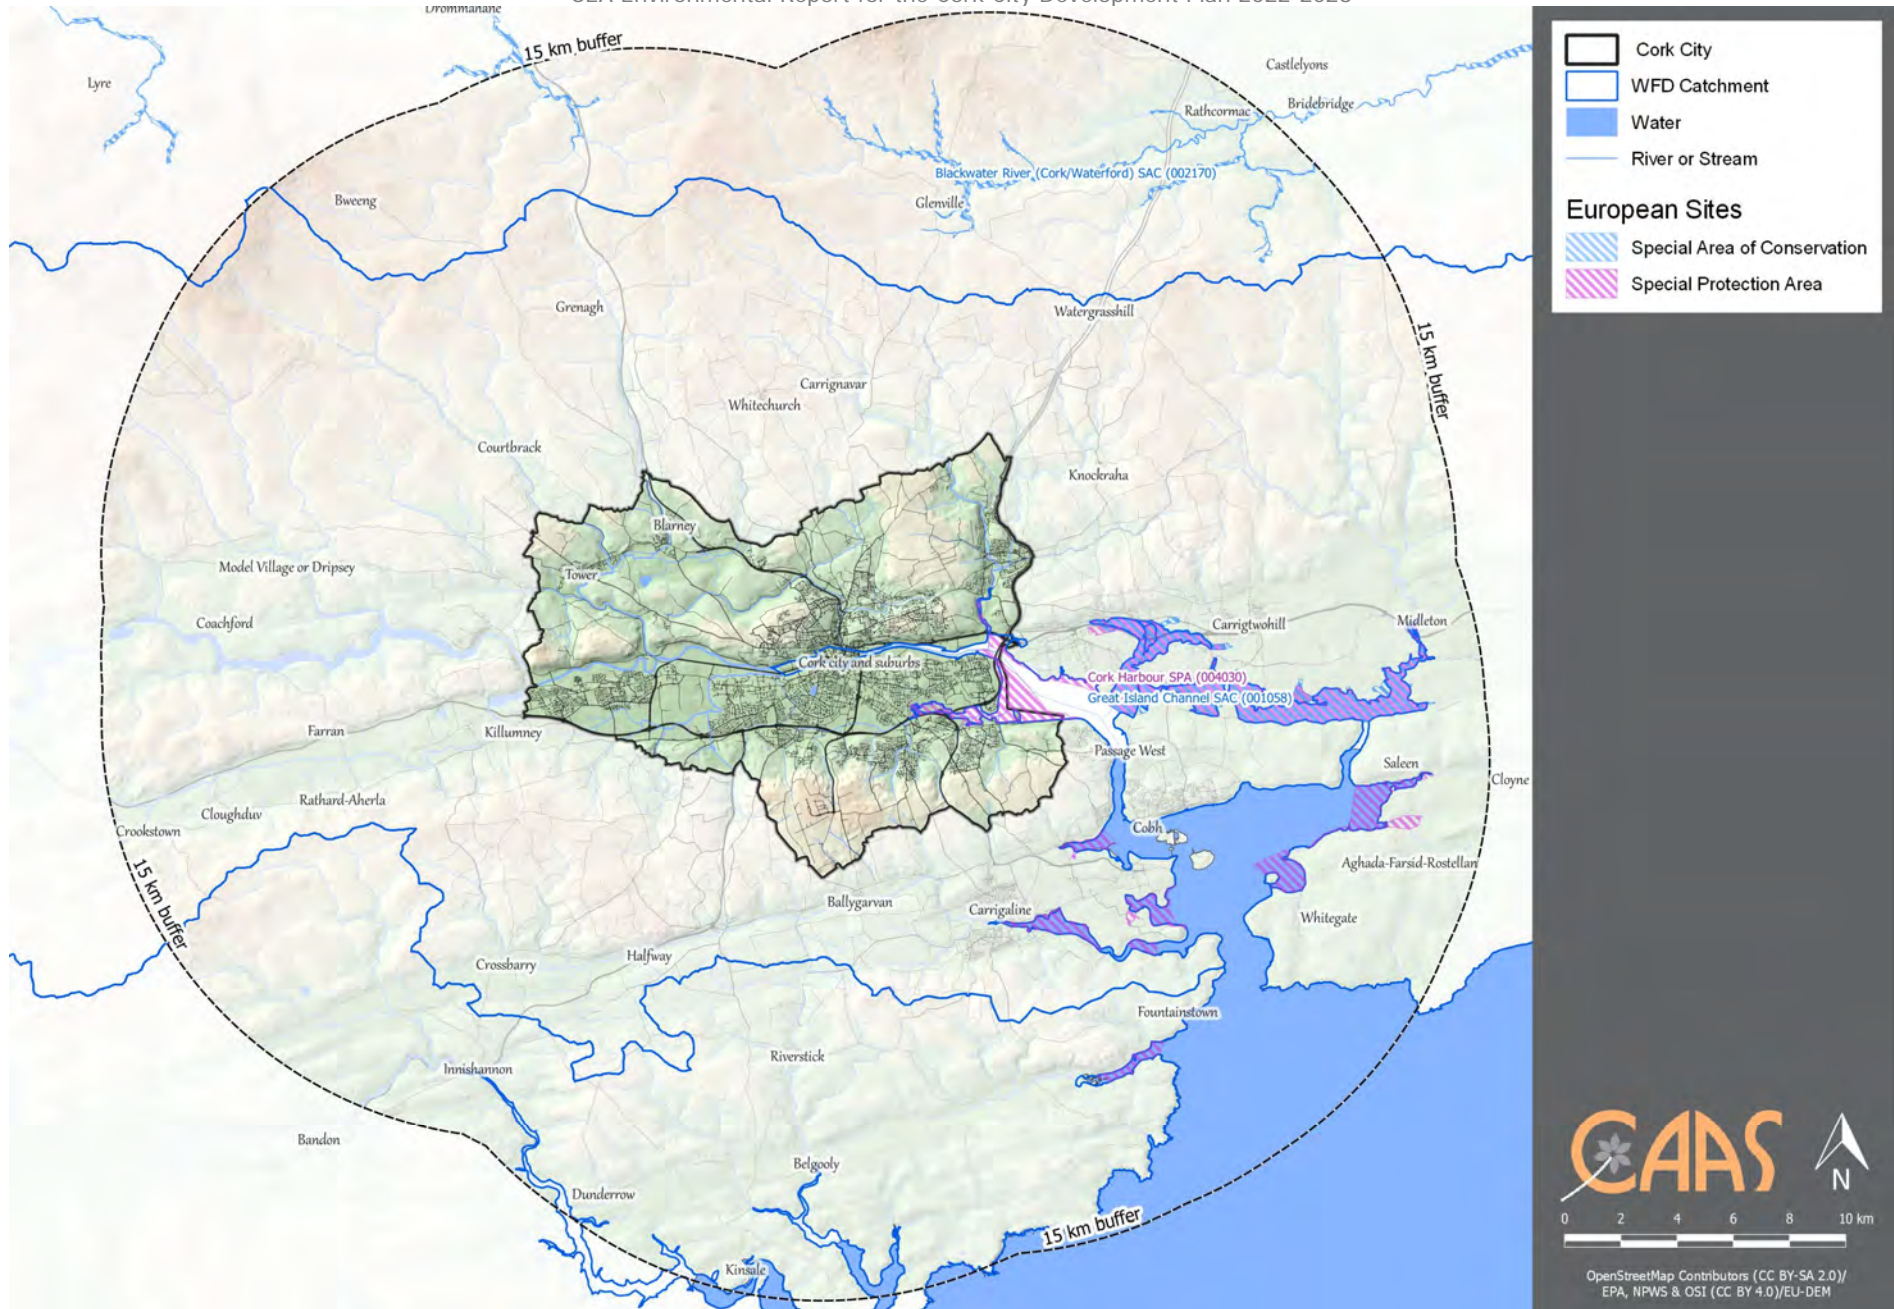 SEA Environmental Report for the Cork City Development Plan 2022-2028
Drommahane
15 km buffer
Lyre
Castlelyons
Bridebridge
Rathcormac
Blackwater River (Cork/Waterford) SAC (002170)
Bweeng
Glenville
Grenagh
Watergrasshill
15 km buffer
Carrignavar
Whitechurch
Courtbrack
Knockraha
Blarney
Model Village or Dripsey
Tower
Coachford
Carrigtwohill
Midleton
Cork city and suburbs
Cork Harbour SPA (004030)
Great Island Channel SAC (001058)
Farran
Killumney
Passage West
Saleen
Cloyne
Rathard-Aherla
Cloughduv
Crookstown
Cobh
Aghada-Farsid-Rostellan
15 km buffer
Ballygarvan
Carrigaline
Whitegate
Halfway
Crossbarry
Fountainstown
Riverstick
Innishannon
Bandon
Belgooly
Dunderrow
15 km buffer
Kinsale
Cork City
WFD Catchment
Water
River or Stream
European Sites
Special Area of Conservation
Special Protection Area
CAAS
N
0 2 4 6 8 10 km
OpenStreetMap Contributors (CC BY-SA 2.0)/
EPA, NPWS & OSI (CC BY 4.0)/EU-DEM